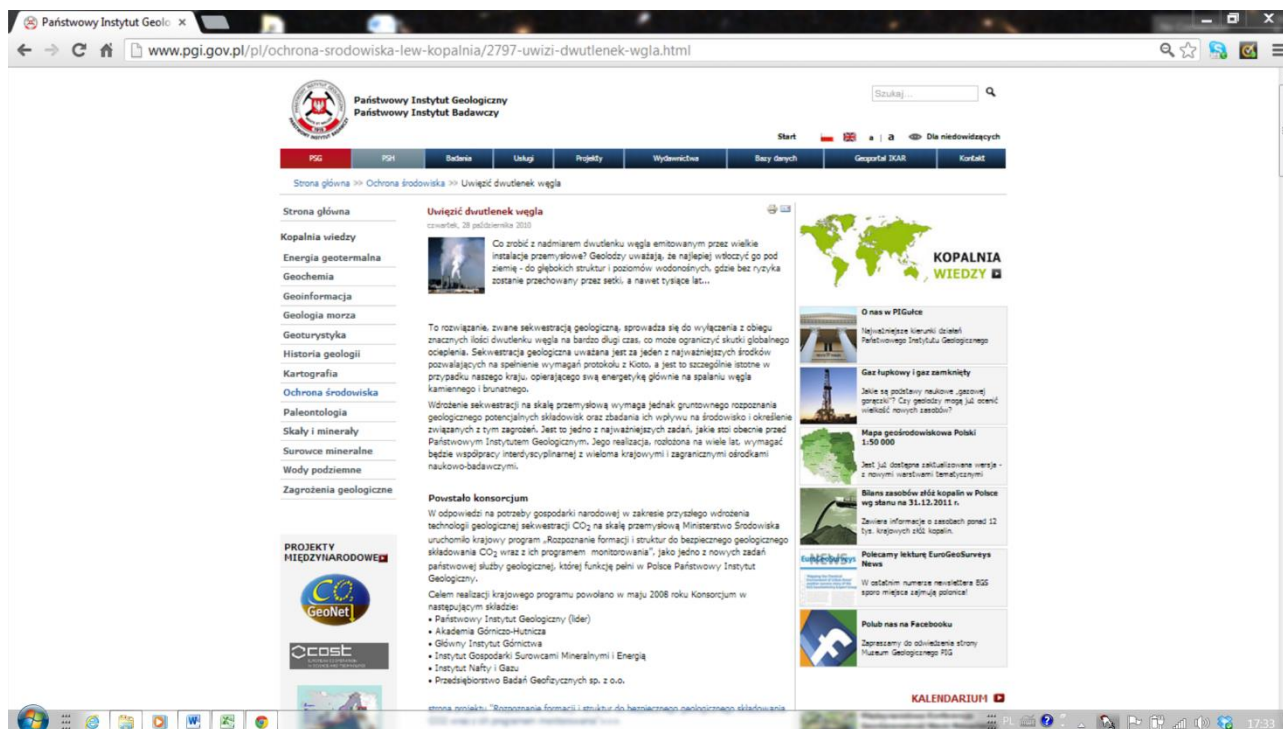 Państwowy Instytut Geolo
www.pgi.gov.pl/pl/ochrona-srodowiska-lew-kopalnia/2797-uwizi-dwutlenek-wgla.html
Państwowy Instytut Geologiczny
Państwowy Instytut Badawczy
Szukaj...
Start
a | a
Dla niedowidzących
PSG
PSH
Badania
Usługi
Projekty
Wydawnictwa
Bazy danych
Geoportal IKAR
Kontakt
Strona główna >> Ochrona środowiska >> Uwięzić dwutlenek węgla
Strona główna
Kopalnia wiedzy
Energia geotermalna
Geochemia
Geoinformacja
Geologia morza
Geoturystyka
Historia geologii
Kartografia
Ochrona środowiska
Paleontologia
Skały i minerały
Surowce mineralne
Wody podziemne
Zagrożenia geologiczne
PROJEKTY
MIĘDZYNARODOWE
CO2
GeoNet
cost
Uwięzić dwutlenek węgla
czwartek, 28 października 2010
Co zrobić z nadmiarem dwutlenku węgla emitowanym przez wielkie
instalacje przemysłowe? Geolodzy uważają, że najlepiej wtłoczyć go pod
ziemię - do głębokich struktur i poziomów wodonośnych, gdzie bez ryzyka
zostanie przechowany przez setki, a nawet tysiące lat...
To rozwiązanie, zwane sekwestracją geologiczną, sprowadza się do wyłączenia z obiegu
znacznych ilości dwutlenku węgla na bardzo długi czas, co może ograniczyć skutki globalnego
ocieplenia. Sekwestracja geologiczna uważana jest za jeden z najważniejszych środków
pozwalających na spełnienie wymagań protokołu z Kioto, a jest to szczególnie istotne w
przypadku naszego kraju, opierającego swą energetykę głównie na spalaniu węgla
kamiennego i brunatnego.
Wdrożenie sekwestracji na skalę przemysłową wymaga jednak gruntownego rozpoznania
geologicznego potencjalnych składowisk oraz zbadania ich wpływu na środowisko i określenie
związanych z tym zagrożeń. Jest to jedno z najważniejszych zadań, jakie stoi obecnie przed
Państwowym Instytutem Geologicznym. Jego realizacja, rozłożona na wiele lat, wymagać
będzie współpracy interdyscyplinarnej z wieloma krajowymi i zagranicznymi ośrodkami
naukowo-badawczymi.
Powstało konsorcjum
W odpowiedzi na potrzeby gospodarki narodowej w zakresie przyszłego wdrożenia
technologii geologicznej sekwestracji CO2 na skalę przemysłową Ministerstwo Środowiska
uruchomiło krajowy program „Rozpoznanie formacji i struktur do bezpiecznego geologicznego
składowania CO2 wraz z ich programem monitorowania", jako jedno z nowych zadań
państwowej służby geologicznej, której funkcję pełni w Polsce Państwowy Instytut
Geologiczny.
Celem realizacji krajowego programu powołano w maju 2008 roku Konsorcjum w
następującym składzie:
• Państwowy Instytut Geologiczny (lider)
• Akademia Górniczo-Hutnicza
• Główny Instytut Górnictwa
• Instytut Gospodarki Surowcami Mineralnymi i Energią
• Instytut Nafty i Gazu
• Przedsiębiorstwo Badań Geofizycznych sp. z o.o.
strona projektu "Rozpoznanie formacji i struktur do bezpiecznego geologicznego składowania
KOPALNIA
WIEDZY
O nas w PIGułce
Najważniejsze kierunki działań
Państwowego Instytutu Geologicznego
Gaz łupkowy i gaz zamknięty
Jakie są podstawy naukowe „gazowej
gorączki"? Czy geolodzy mogą już ocenić
wielkość nowych zasobów?
Mapa geośrodowiskowa Polski
1:50 000
Jest już dostępna zaktualizowana wersja -
z nowymi warstwami tematycznymi
Bilans zasobów złóż kopalin w Polsce
wg stanu na 31.12.2011 r.
Zawiera informacje o zasobach ponad 12
tys. krajowych złóż kopalin.
Polecamy lekturę EuroGeoSurveys
News
W ostatnim numerze newslettera EGS
sporo miejsca zajmują polonica!
Polub nas na Facebooku
Zapraszamy do odwiedzenia strony
Muzeum Geologicznego PIG
KALENDARIUM
PL
17:33